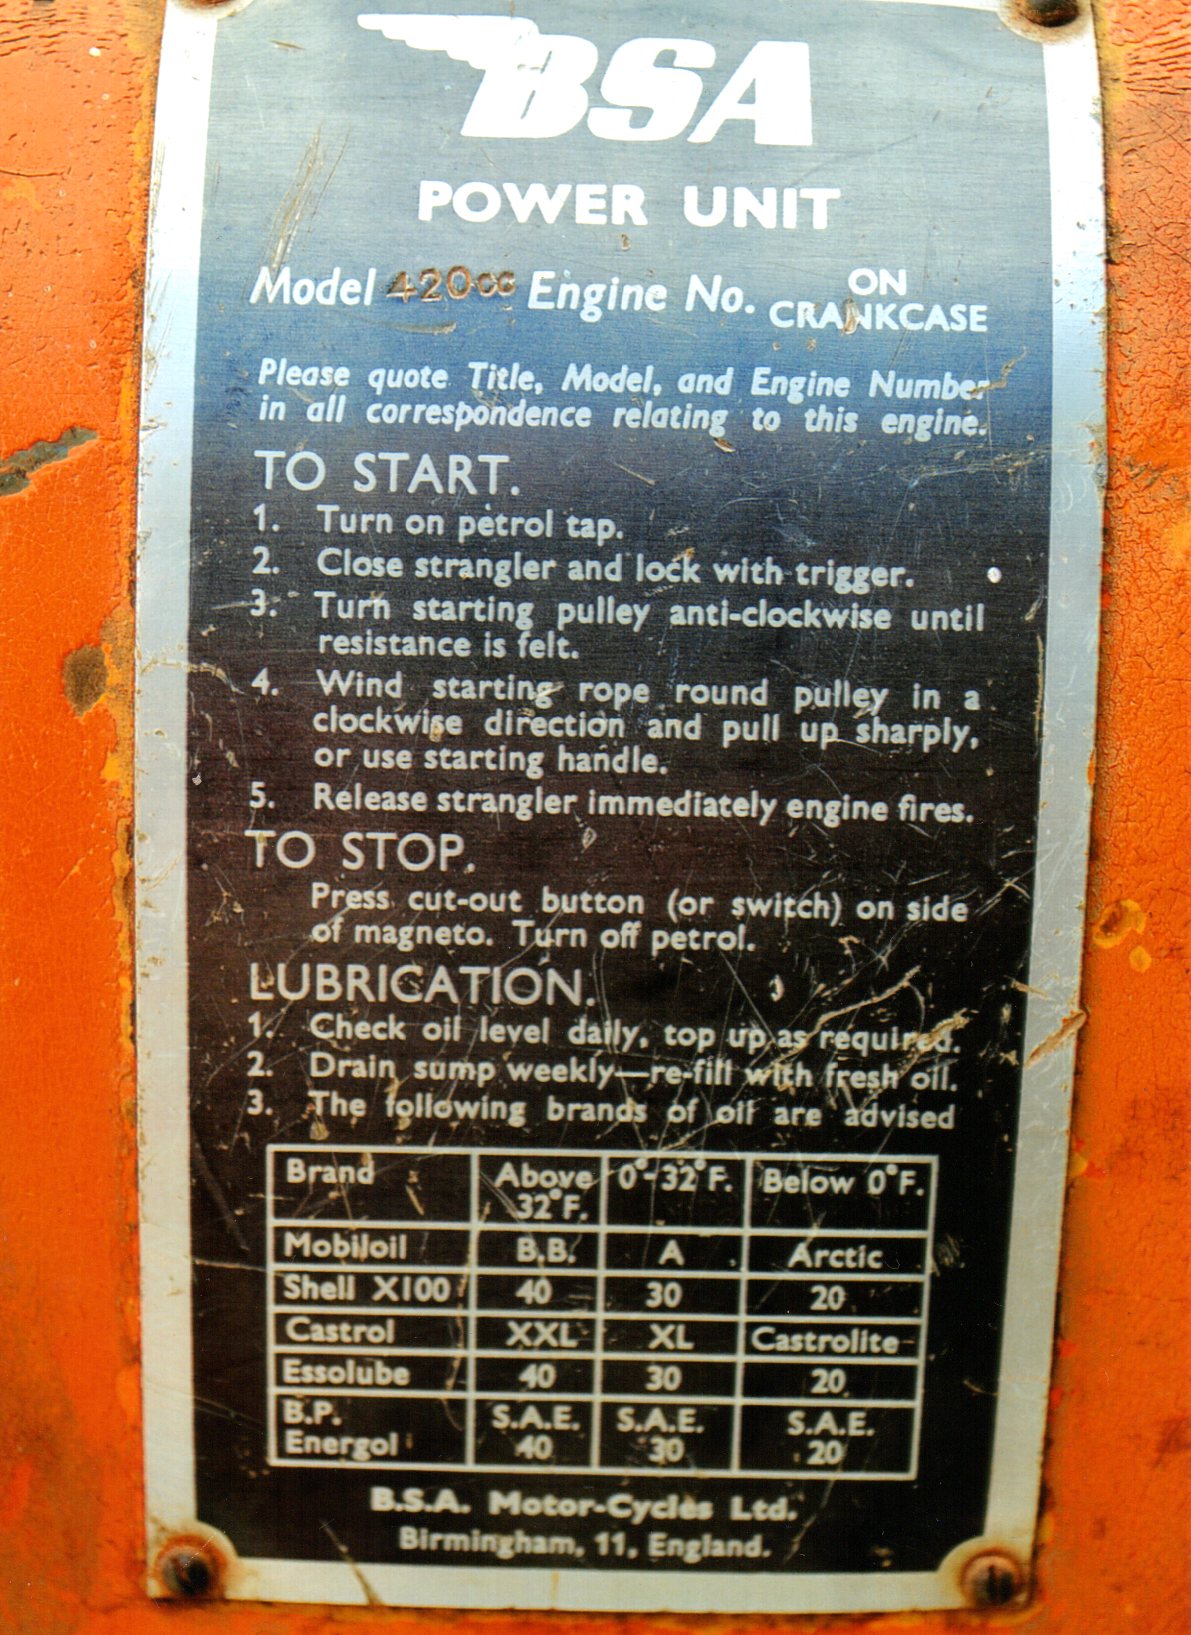 BSA
POWER UNIT
Model 420cc Engine No. ON CRANKCASE
Please quote Title, Model, and Engine Number
in all correspondence relating to this engine.
TO START.
1. Turn on petrol tap.
2. Close strangler and lock with trigger.
3. Turn starting pulley anti-clockwise until
resistance is felt.
4. Wind starting rope round pulley in a
clockwise direction and pull up sharply,
or use starting handle.
5. Release strangler immediately engine fires.
TO STOP.
Press cut-out button (or switch) on side
of magneto. Turn off petrol.
LUBRICATION.
1. Check oil level daily, top up as required.
2. Drain sump weekly—re-fill with fresh oil.
3. The following brands of oil are advised
Brand Above 0°-32°F. Below 0°F.
32°F.
Mobiloil B.B. A Arctic
Shell X100 40 30 20
Castrol XXL XL Castrolite
Essolube 40 30 20
B.P. S.A.E. S.A.E. S.A.E.
Energol 40 30 20
B.S.A. Motor-Cycles Ltd.
Birmingham, 11, England.